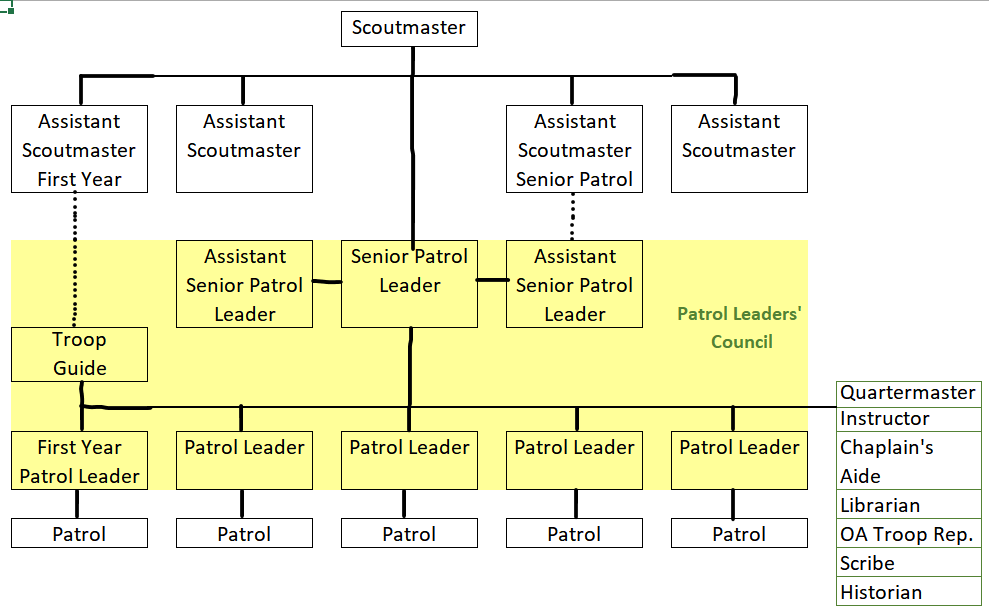 Scoutmaster
Assistant
Scoutmaster
First Year
Assistant
Scoutmaster
Assistant
Scoutmaster
Senior Patrol
Assistant
Scoutmaster
Assistant
Senior Patrol
Leader
Senior Patrol
Leader
Assistant
Senior Patrol
Leader
Patrol Leaders'
Council
Troop
Guide
First Year
Patrol Leader
Patrol Leader
Patrol Leader
Patrol Leader
Patrol Leader
Patrol
Patrol
Patrol
Patrol
Patrol
Quartermaster
Instructor
Chaplain's
Aide
Librarian
OA Troop Rep.
Scribe
Historian